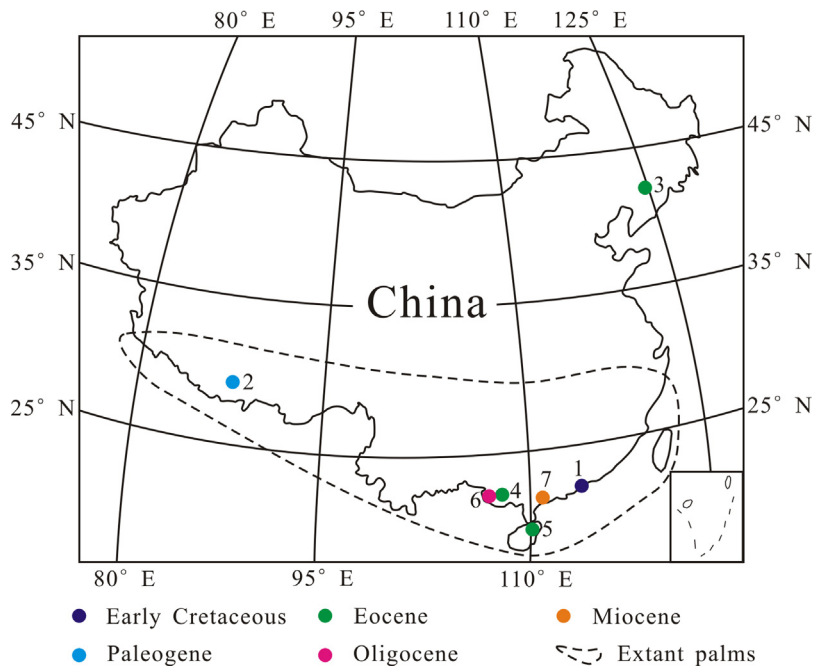 80° E 95° E 110° E 125° E
45° N 45° N
3
35° N 35° N
China
2
25° N 25° N
1
7
4
6
5
80° E 95° E 110° E
Early Cretaceous Eocene Miocene
Paleogene Oligocene Extant palms